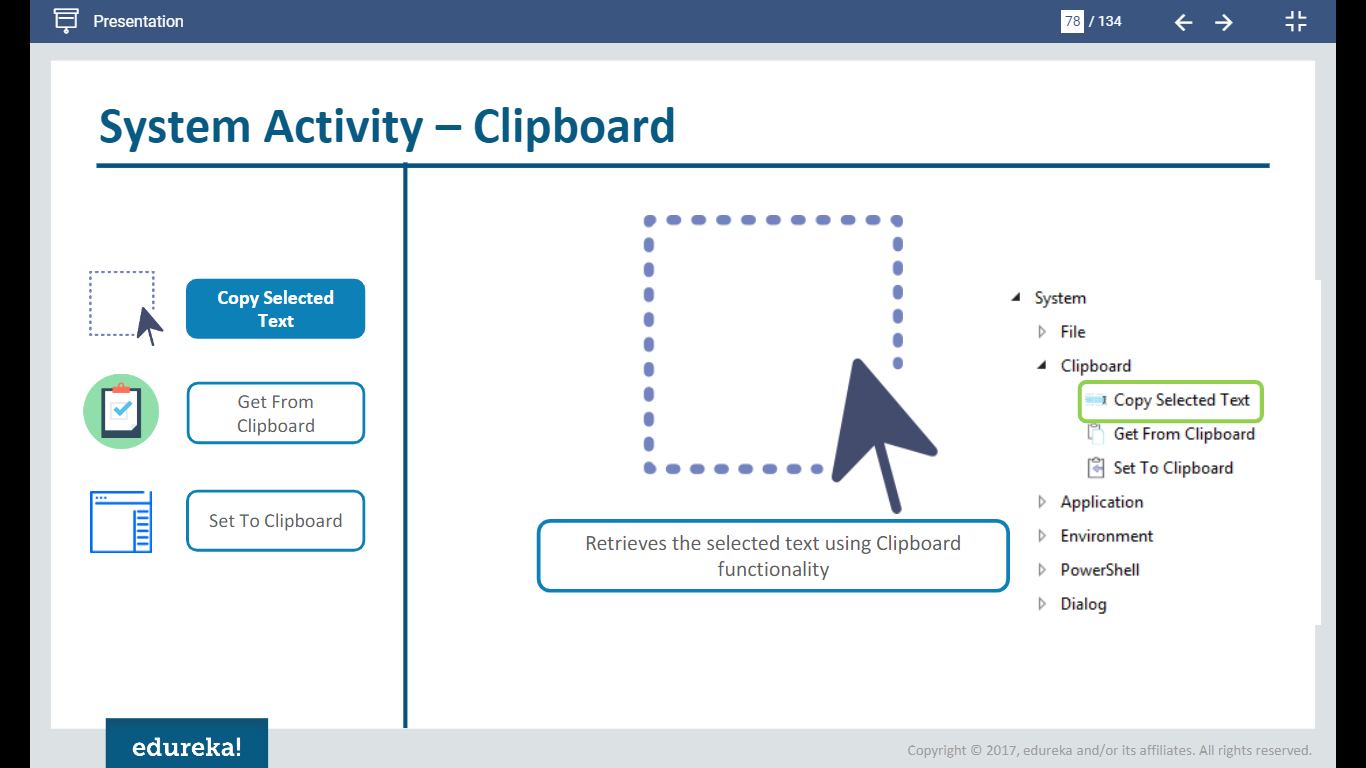 Presentation
78 / 134
System Activity – Clipboard
Copy Selected
Text
Get From
Clipboard
Set To Clipboard
Retrieves the selected text using Clipboard
functionality
System
File
Clipboard
Copy Selected Text
Get From Clipboard
Set To Clipboard
Application
Environment
PowerShell
Dialog
edureka!
Copyright © 2017, edureka and/or its affiliates. All rights reserved.